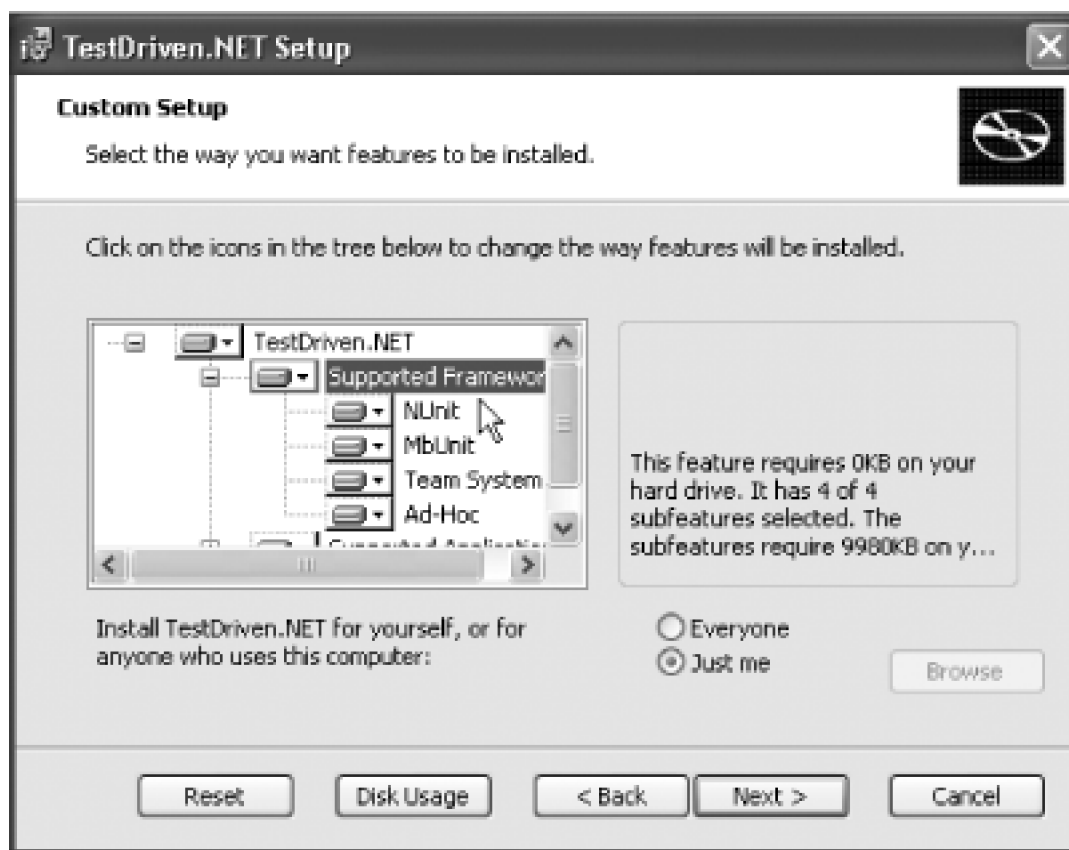 TestDriven.NET Setup
Custom Setup
Select the way you want features to be installed.
Click on the icons in the tree below to change the way features will be installed.
TestDriven.NET
Supported Framewor
NUnit
MbUnit
Team System
Ad-Hoc
This feature requires 0KB on your
hard drive. It has 4 of 4
subfeatures selected. The
subfeatures require 9980KB on y...
Install TestDriven.NET for yourself, or for
anyone who uses this computer:
Everyone
Just me
Browse
Reset
Disk Usage
< Back
Next >
Cancel